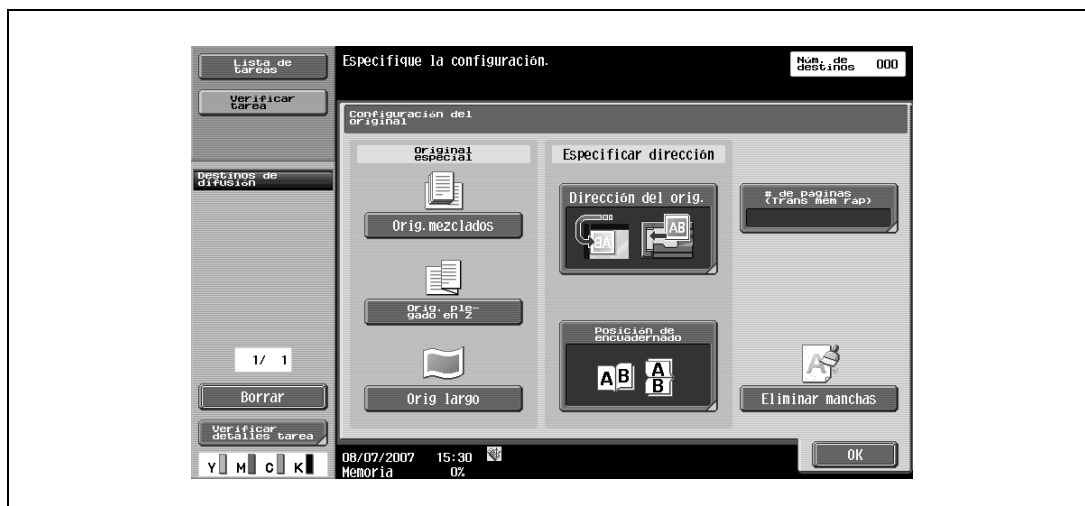 Lista de
tareas
Verificar
tarea
Destinos de
difusión
1/ 1
Borrar
Verificar
detalles tarea
Y M C K
Especifique la configuración.
Núm. de
destinos 000
Configuración del
original
Original
especial
Orig.mezclados
Orig. ple-
gado en Z
Orig largo
Especificar dirección
Dirección del orig.
AB
AB
Posición de
encuadernado
A B
A
B
# de páginas
(Trans mem rap)
A
Eliminar manchas
OK
08/07/2007 15:30
Memoria 0%